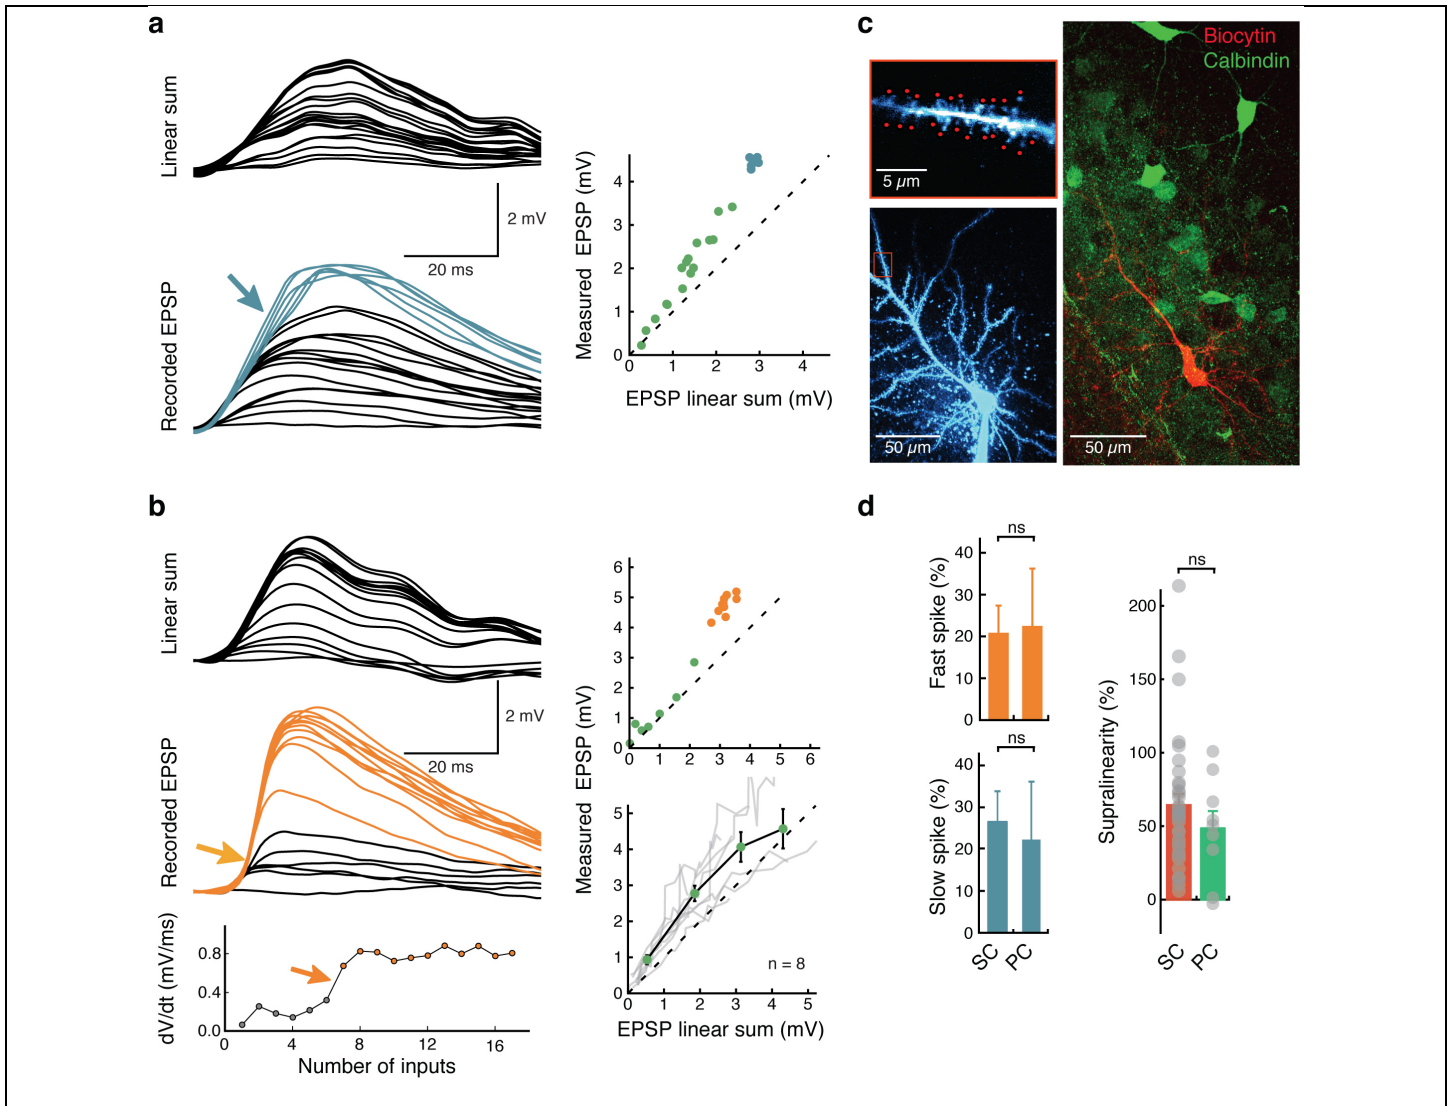 a
Linear sum
2 mV
20 ms
Recorded EPSP
Measured EPSP (mV)
4
3
2
1
0
0 1 2 3 4
EPSP linear sum (mV)
c
5 µm
50 µm
Biocytin
Calbindin
50 µm
b
Linear sum
2 mV
20 ms
Recorded EPSP
dV/dt (mV/ms)
0.8
0.4
0.0
0 4 8 12 16
Number of inputs
Measured EPSP (mV)
6
5
4
3
2
1
0
0 1 2 3 4 5 6
5
4
3
2
1
0
n = 8
0 1 2 3 4 5
EPSP linear sum (mV)
d
ns
Fast spike (%)
40
30
20
10
0
ns
Slow spike (%)
40
30
20
10
0
SC PC
ns
Supralinearity (%)
200
150
100
50
0
SC PC